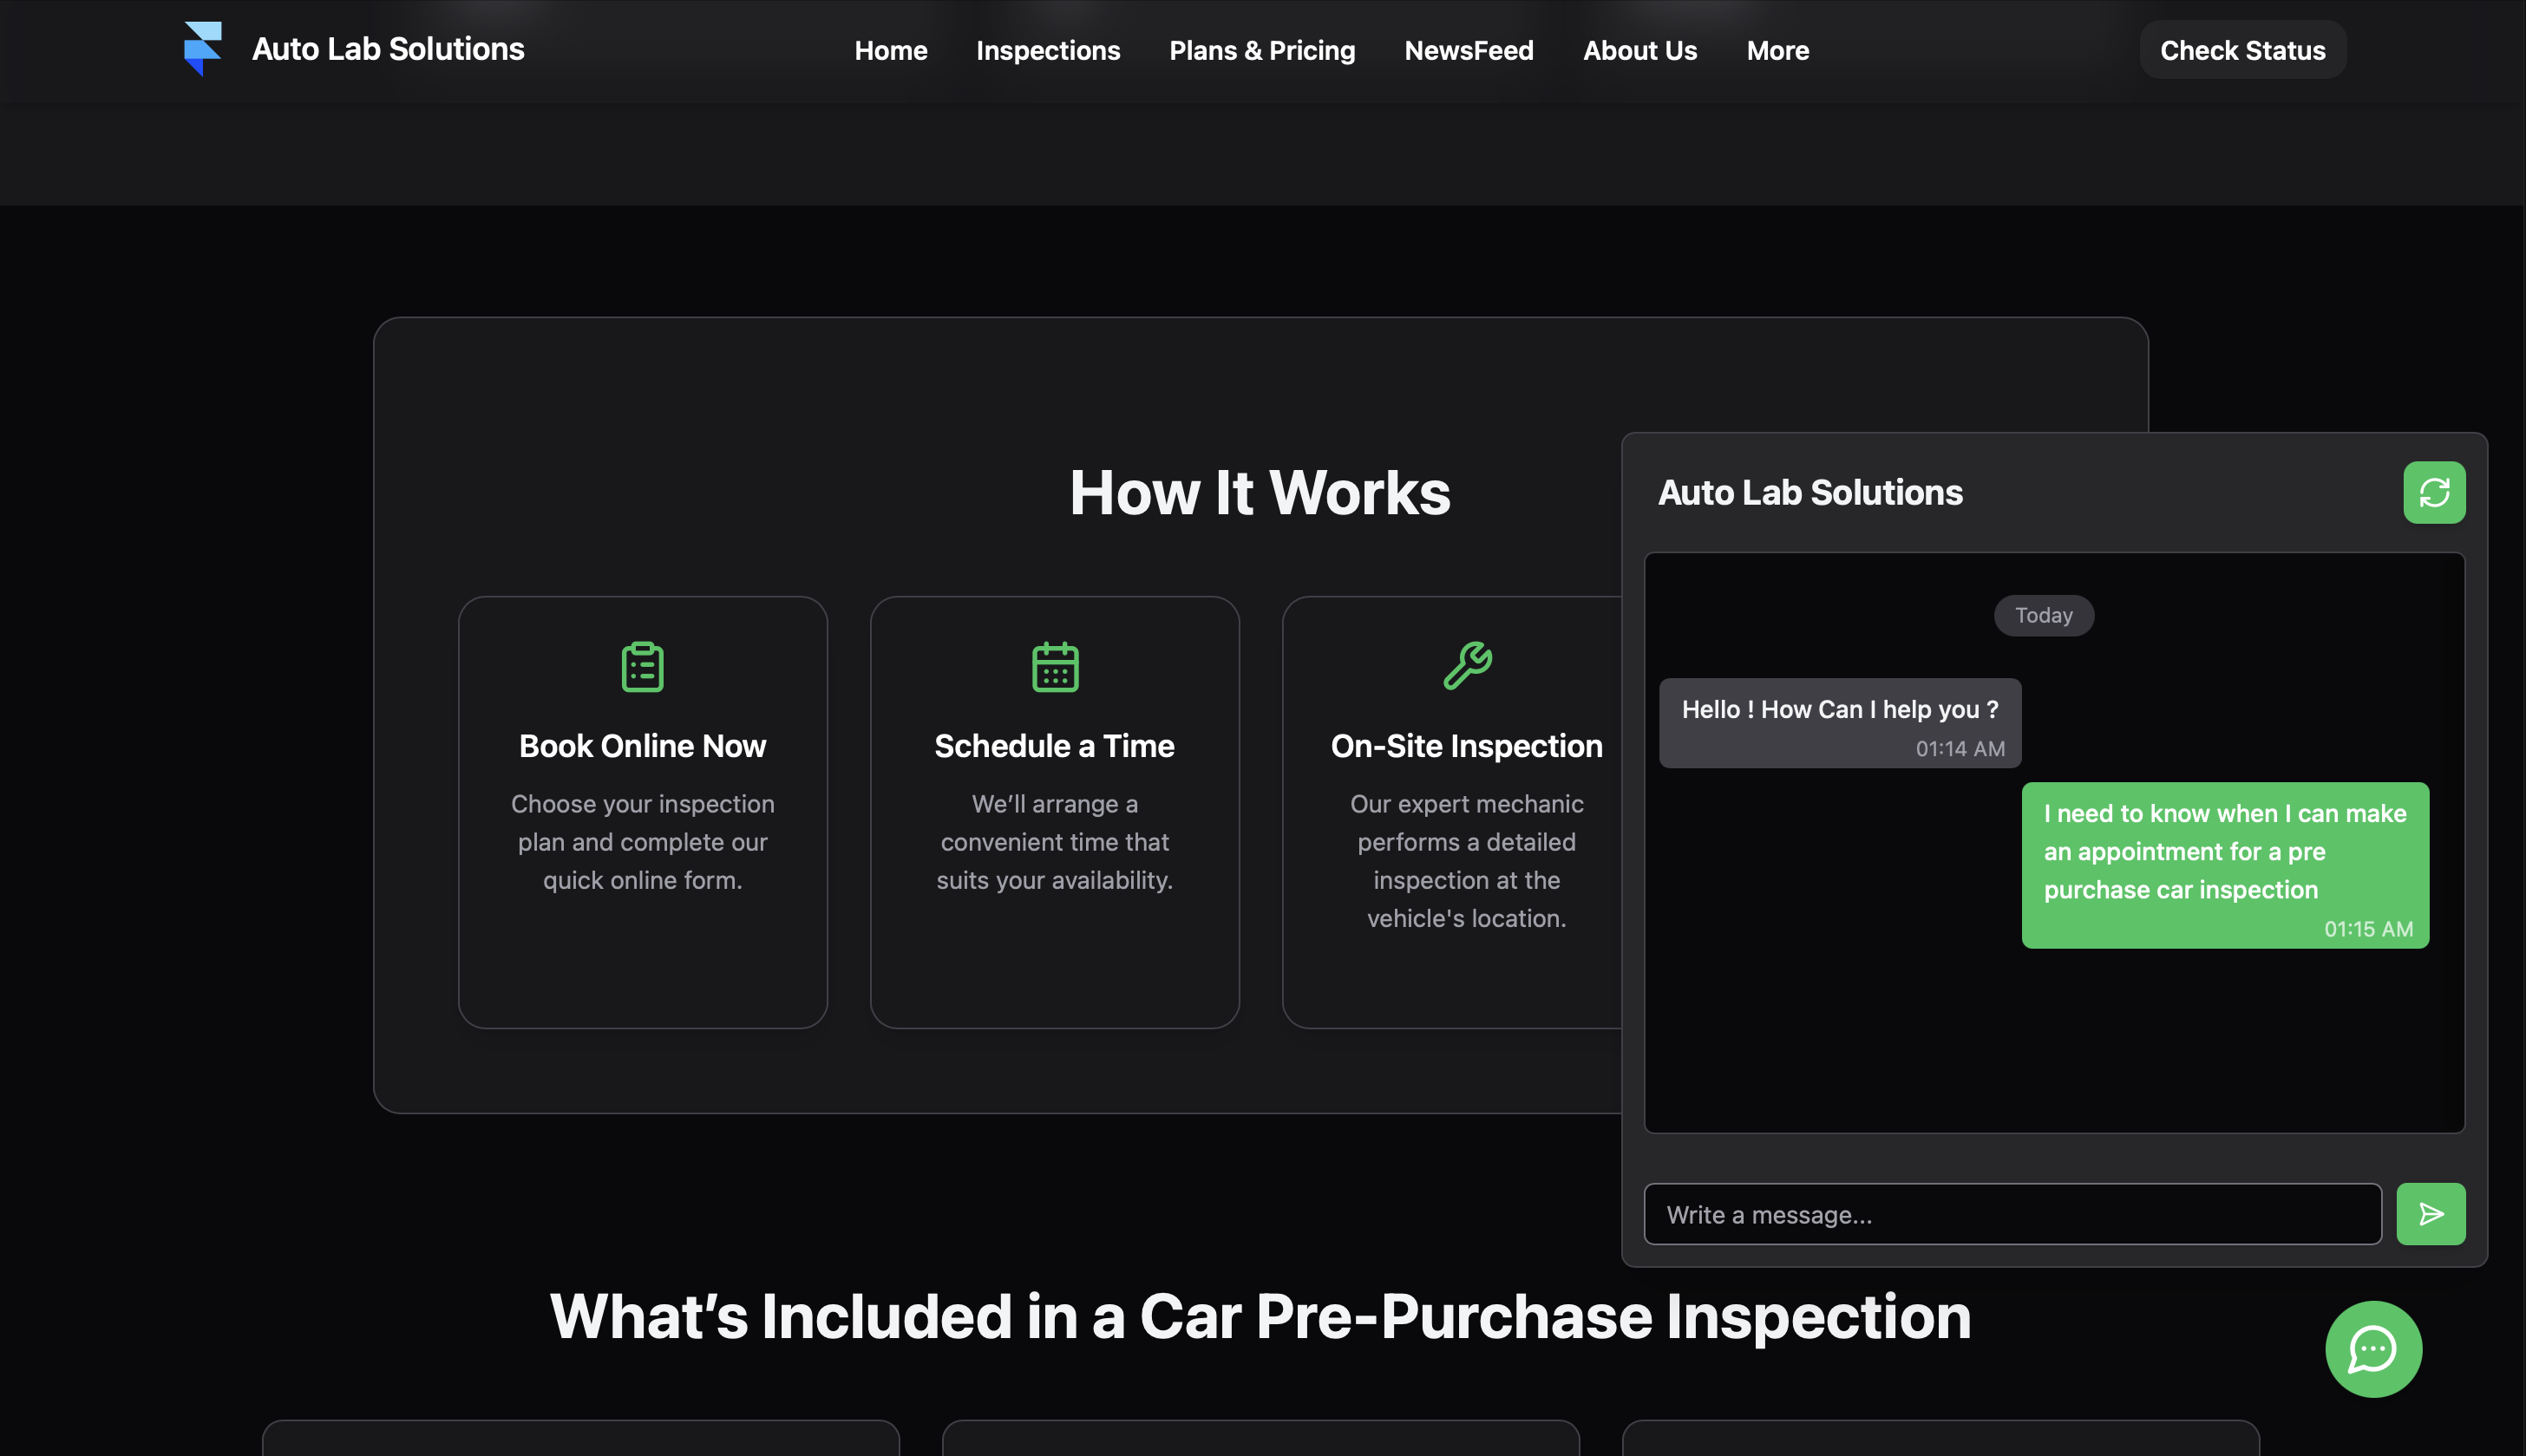 Auto Lab Solutions
Home
Inspections
Plans & Pricing
NewsFeed
About Us
More
Check Status
How It Works
Book Online Now
Choose your inspection
plan and complete our
quick online form.
Schedule a Time
We’ll arrange a
convenient time that
suits your availability.
On-Site Inspection
Our expert mechanic
performs a detailed
inspection at the
vehicle's location.
Auto Lab Solutions
Today
Hello ! How Can I help you ?
01:14 AM
I need to know when I can make
an appointment for a pre
purchase car inspection
01:15 AM
Write a message...
What’s Included in a Car Pre-Purchase Inspection